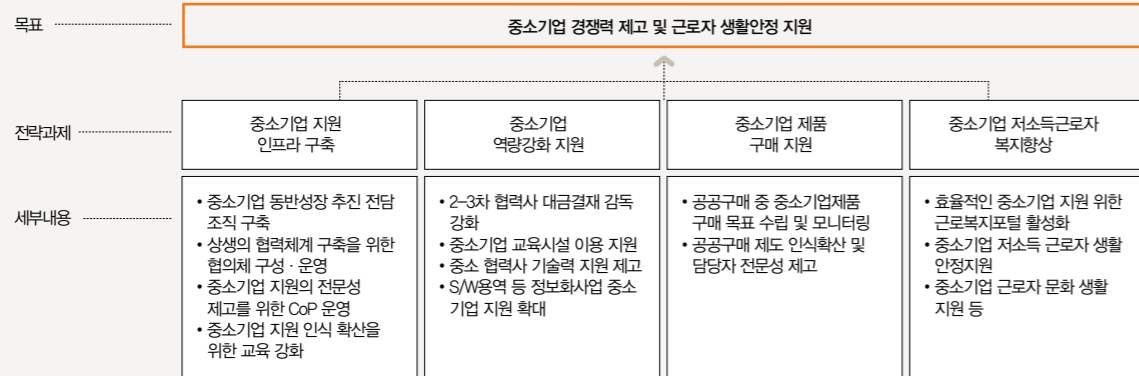 목표
중소기업 경쟁력 제고 및 근로자 생활안정 지원
전략과제
중소기업 지원
인프라 구축
중소기업
역량강화 지원
중소기업 제품
구매 지원
중소기업 저소득근로자
복지향상
세부내용
• 중소기업 동반성장 추진 전담
조직 구축
• 상생의 협력체계 구축을 위한
협의체 구성 · 운영
• 중소기업 지원의 전문성
제고를 위한 CoP 운영
• 중소기업 지원 인식 확산을
위한 교육 강화
• 2–3차 협력사 대금결재 감독
강화
• 중소기업 교육시설 이용 지원
• 중소 협력사 기술력 지원 제고
• S/W용역 등 정보화사업 중소
기업 지원 확대
• 공공구매 중 중소기업제품
구매 목표 수립 및 모니터링
• 공공구매 제도 인식확산 및
담당자 전문성 제고
• 효율적인 중소기업 지원 위한
근로복지포털 활성화
• 중소기업 저소득 근로자 생활
안정지원
• 중소기업 근로자 문화 생활
지원 등